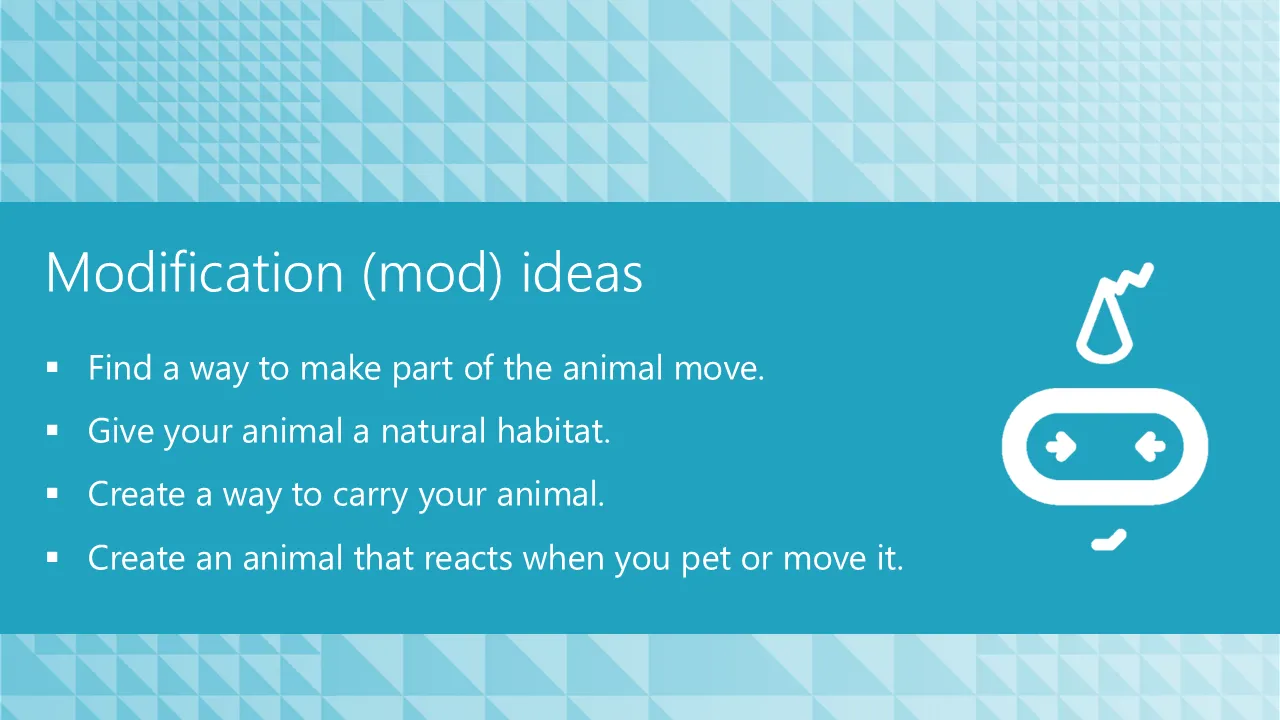 Modification (mod) ideas
▪ Find a way to make part of the animal move.
▪ Give your animal a natural habitat.
▪ Create a way to carry your animal.
▪ Create an animal that reacts when you pet or move it.